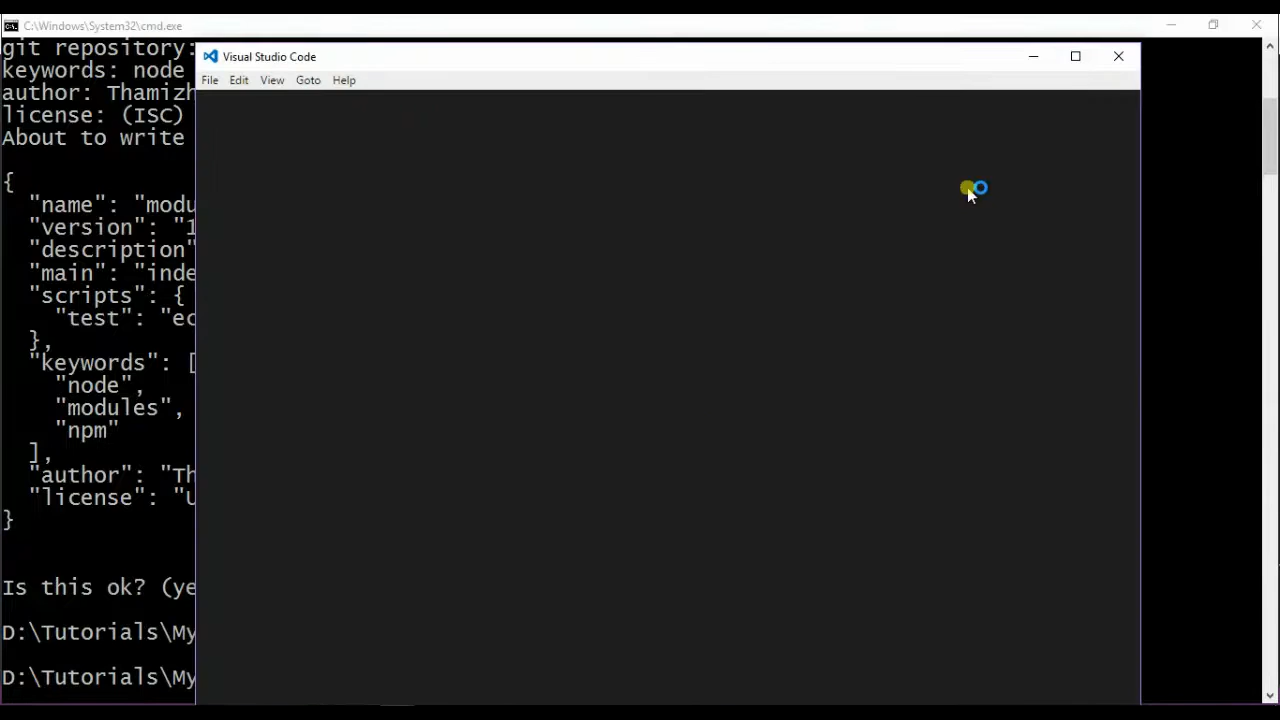 C:\Windows\System32\cmd.exe
git repository:
keywords: node
author: Thamizh
license: (ISC)
About to write
{
"name": "modu
"version": "1
"description"
"main": "inde
"scripts": {
"test": "ec
},
"keywords": [
"node",
"modules",
"npm"
],
"author": "Th
"license": "U
}
Is this ok? (ye
D:\Tutorials\My
D:\Tutorials\My
Visual Studio Code
File Edit View Goto Help